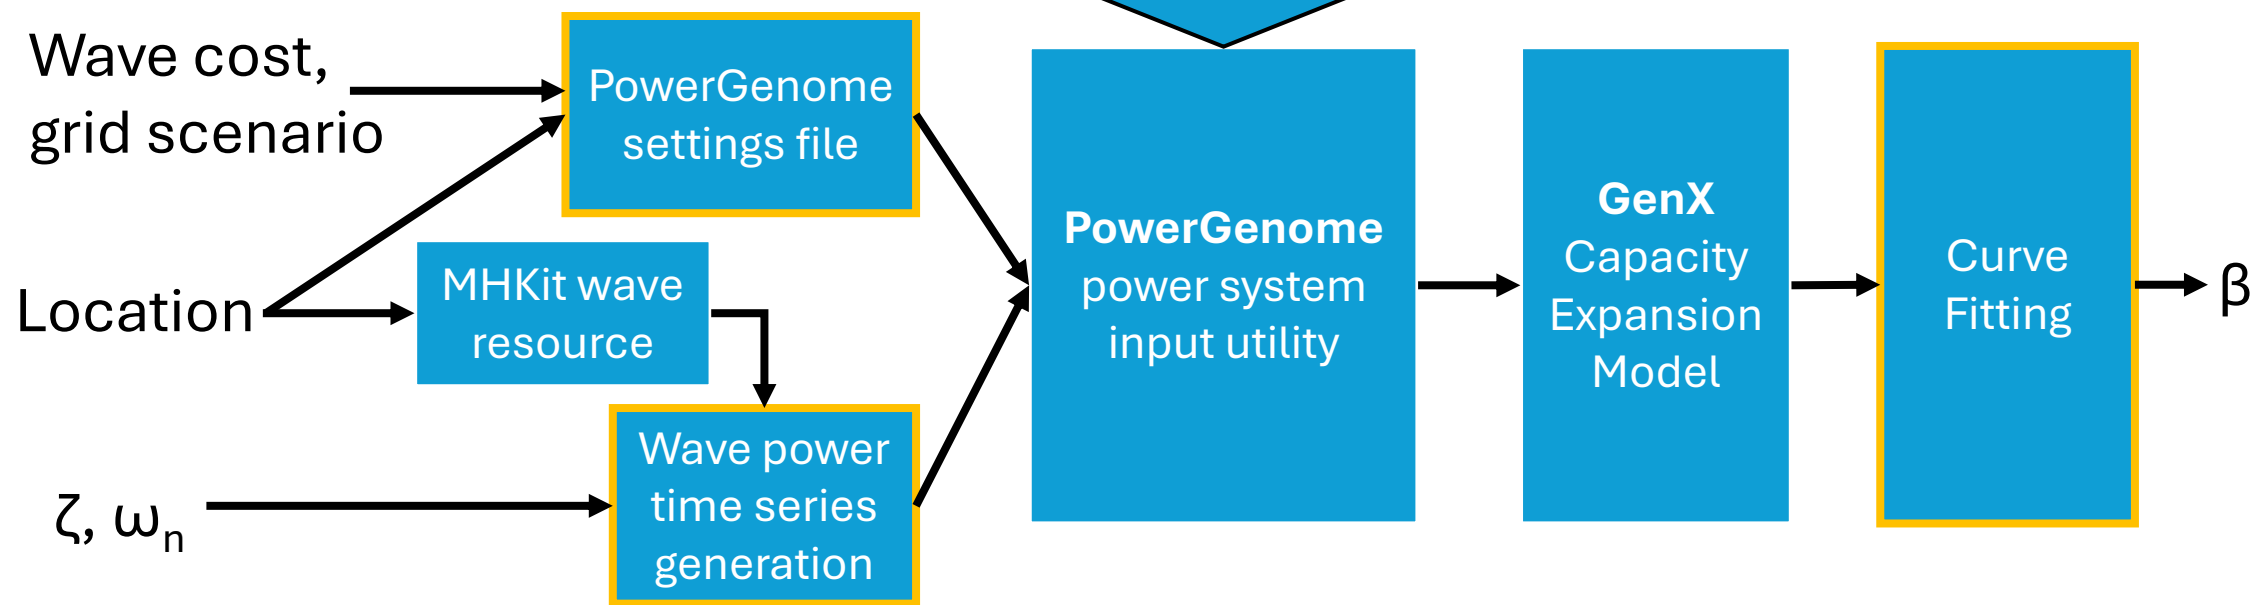 Wave cost,
grid scenario
PowerGenome
settings file
Location
MHKit wave
resource
ζ, ωn
Wave power
time series
generation
PowerGenome
power system
input utility
GenX
Capacity
Expansion
Model
Curve
Fitting
β